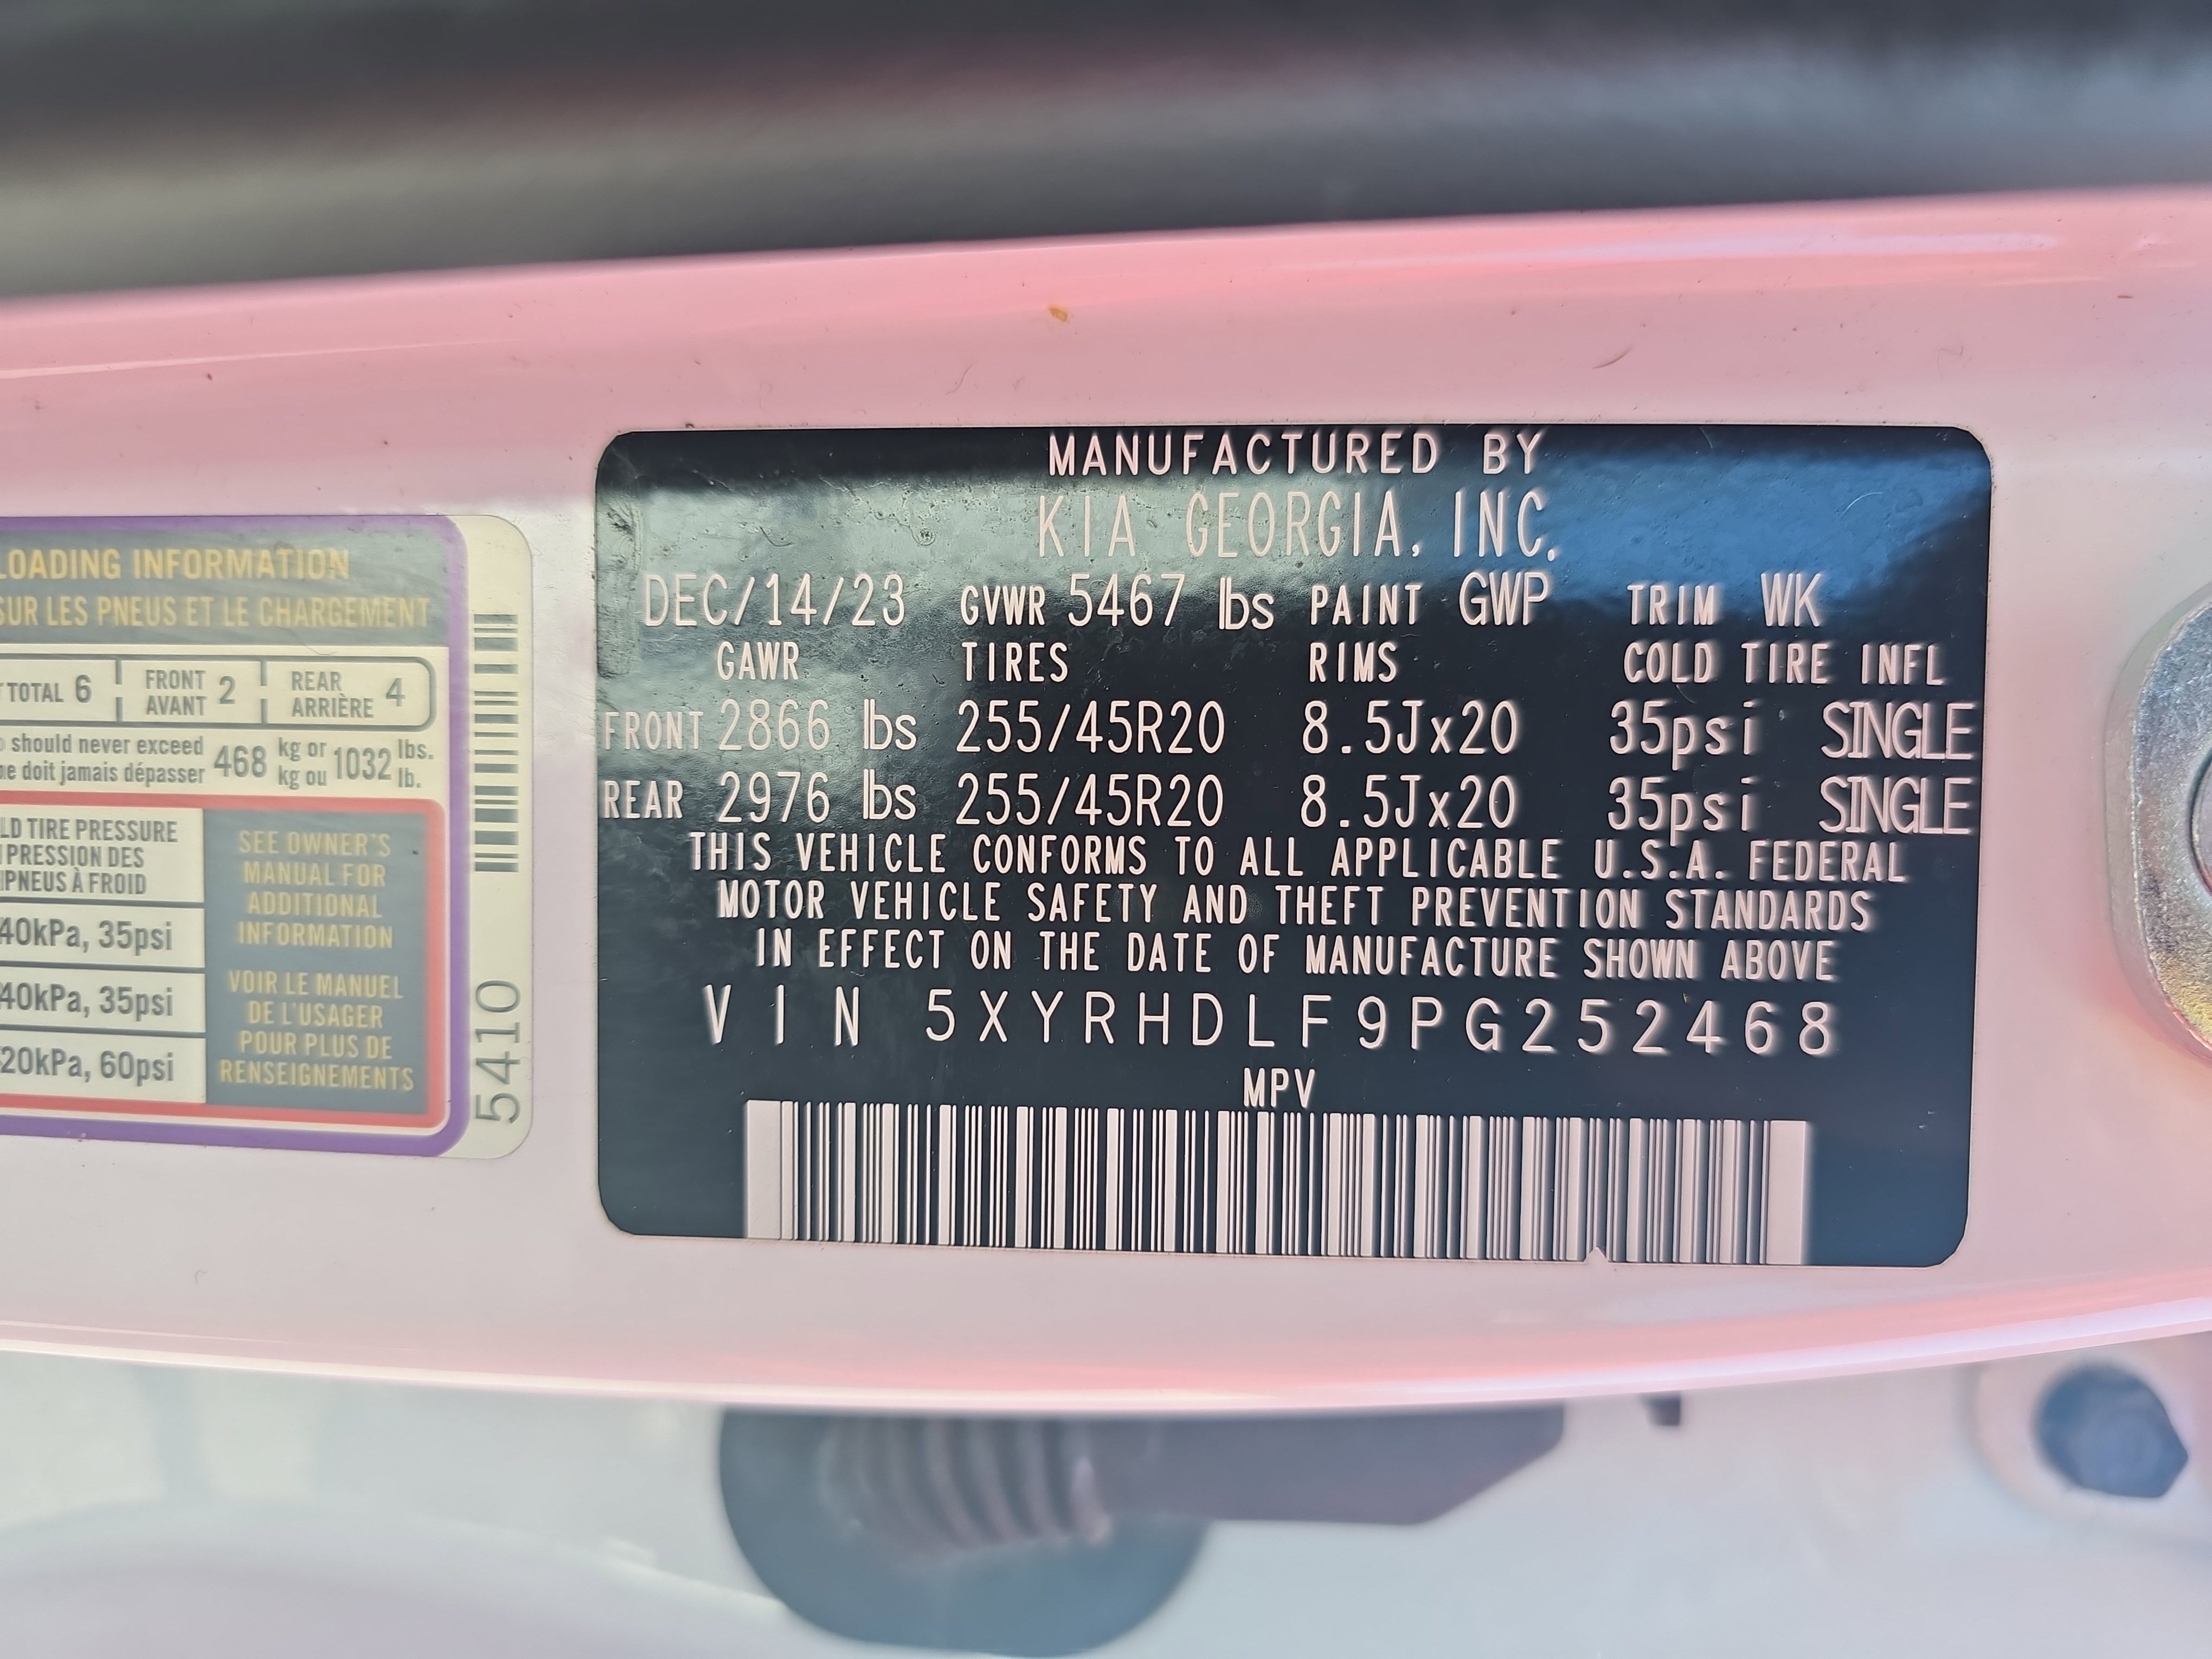 LOADING INFORMATION
SUR LES PNEUS ET LE CHARGEMENT
TOTAL 6 FRONT AVANT 2 REAR ARRIÈRE 4
should never exceed 468 kg or 1032 lbs.
doit jamais dépasser kg ou lb.
TIRE PRESSURE
PRESSION DES
PNEUS À FROID
40kPa, 35psi
40kPa, 35psi
20kPa, 60psi
SEE OWNER'S
MANUAL FOR
ADDITIONAL
INFORMATION
VOIR LE MANUEL
DE L'USAGER
POUR PLUS DE
RENSEIGNEMENTS
5410
MANUFACTURED BY
KIA GEORGIA, INC.
DEC/14/23 GVWR 5467 lbs PAINT GWP TRIM WK
GAWR TIRES RIMS COLD TIRE INFL
FRONT 2866 lbs 255/45R20 8.5Jx20 35psi SINGLE
REAR 2976 lbs 255/45R20 8.5Jx20 35psi SINGLE
THIS VEHICLE CONFORMS TO ALL APPLICABLE U.S.A. FEDERAL
MOTOR VEHICLE SAFETY AND THEFT PREVENTION STANDARDS
IN EFFECT ON THE DATE OF MANUFACTURE SHOWN ABOVE
VIN 5XYRHDLF9PG252468
MPV